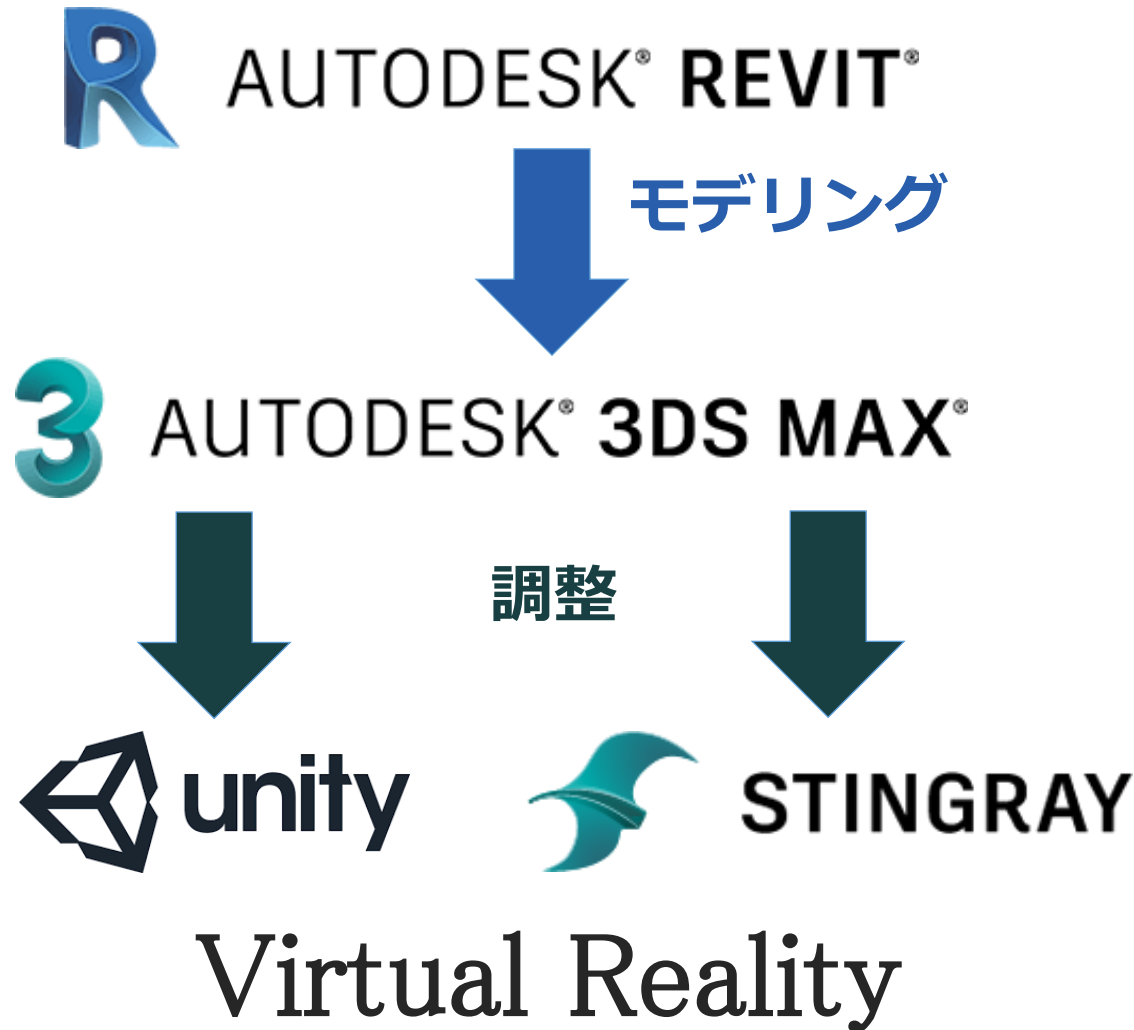 AUTODESK® REVIT®
モデリング
AUTODESK® 3DS MAX®
調整
unity
STINGRAY
Virtual Reality